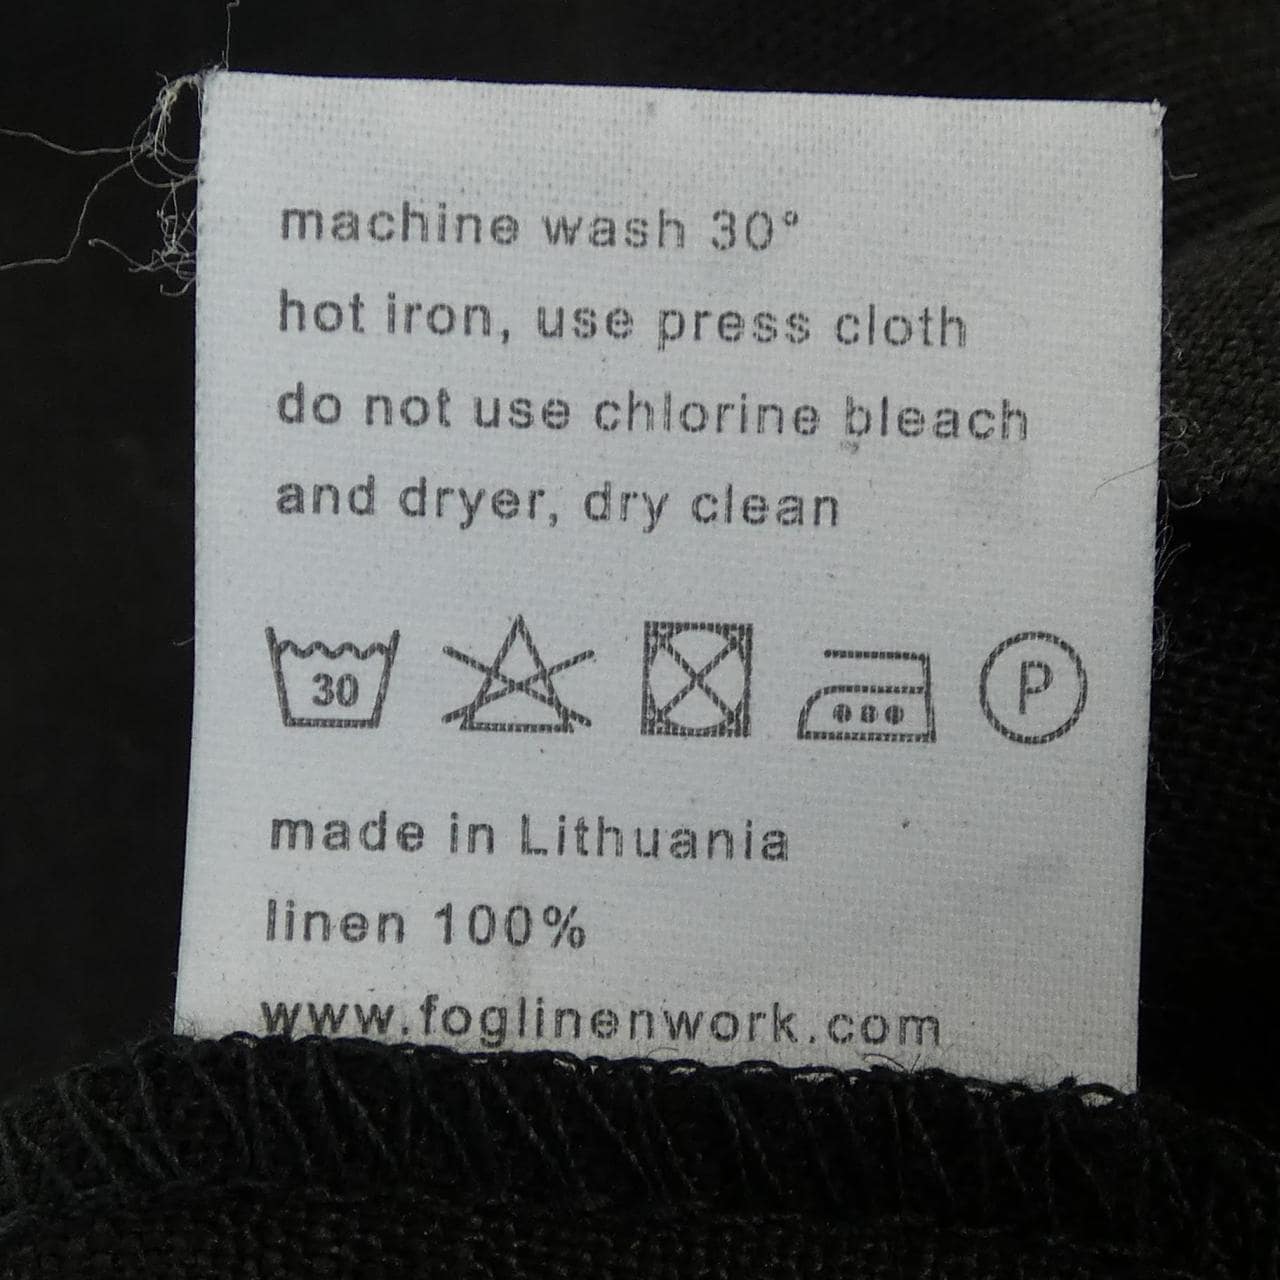 machine wash 30°
hot iron, use press cloth
do not use chlorine bleach
and dryer, dry clean
30 P
made in Lithuania
linen 100%
www.foglinenwork.com